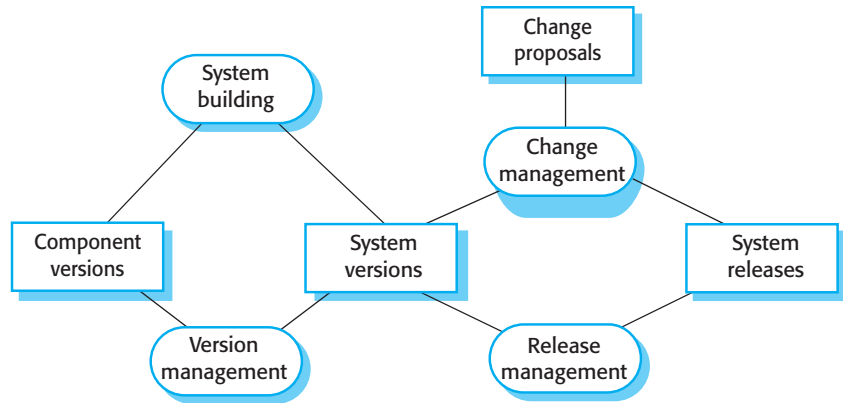 Change
proposals
System
building
Change
management
Component
versions
System
versions
System
releases
Version
management
Release
management